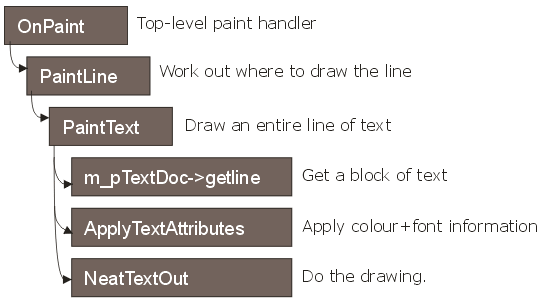 OnPaint Top-level paint handler
PaintLine Work out where to draw the line
PaintText Draw an entire line of text
m_pTextDoc->getline Get a block of text
ApplyTextAttributes Apply colour+font information
NeatTextOut Do the drawing.